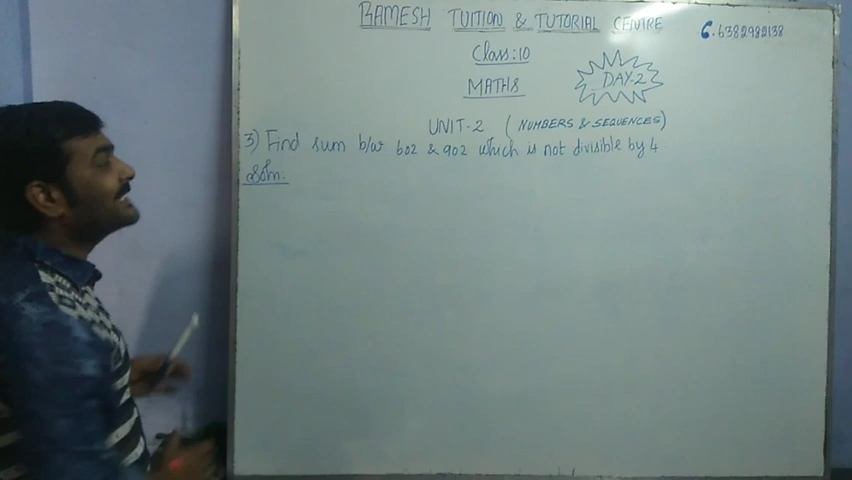 RAMESH TUITION & TUTORIAL CENTRE
6382982138
Class: 10
MATHS
DAY-2
UNIT-2 ( NUMBERS & SEQUENCES)
3) Find sum b/w 602 & 902 which is not divisible by 4
Soln: